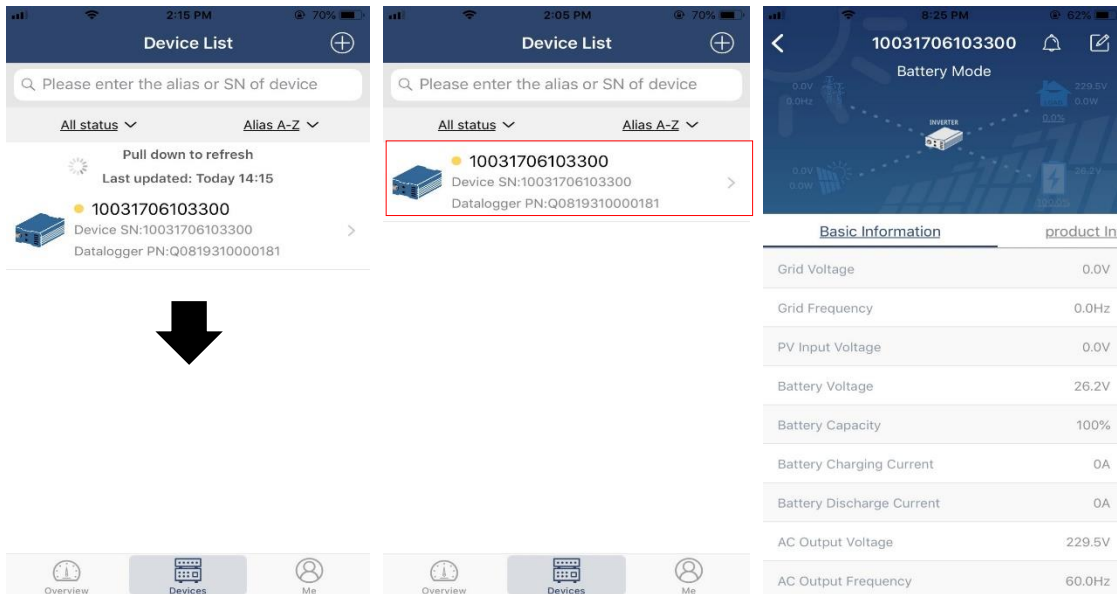 2:15 PM
70%
Device List
Please enter the alias or SN of device
All status
Alias A-Z
Pull down to refresh
Last updated: Today 14:15
10031706103300
Device SN:10031706103300
Datalogger PN:Q0819310000181
Overview
Devices
Me
2:05 PM
70%
Device List
Please enter the alias or SN of device
All status
Alias A-Z
10031706103300
Device SN:10031706103300
Datalogger PN:Q0819310000181
Overview
Devices
Me
8:25 PM
62%
10031706103300
Battery Mode
0.0V
0.0Hz
229.5V
0.0W
0.0%
INVERTER
0.0V
0.0W
26.2V
100.0%
Basic Information
product In
Grid Voltage 0.0V
Grid Frequency 0.0Hz
PV Input Voltage 0.0V
Battery Voltage 26.2V
Battery Capacity 100%
Battery Charging Current 0A
Battery Discharge Current 0A
AC Output Voltage 229.5V
AC Output Frequency 60.0Hz